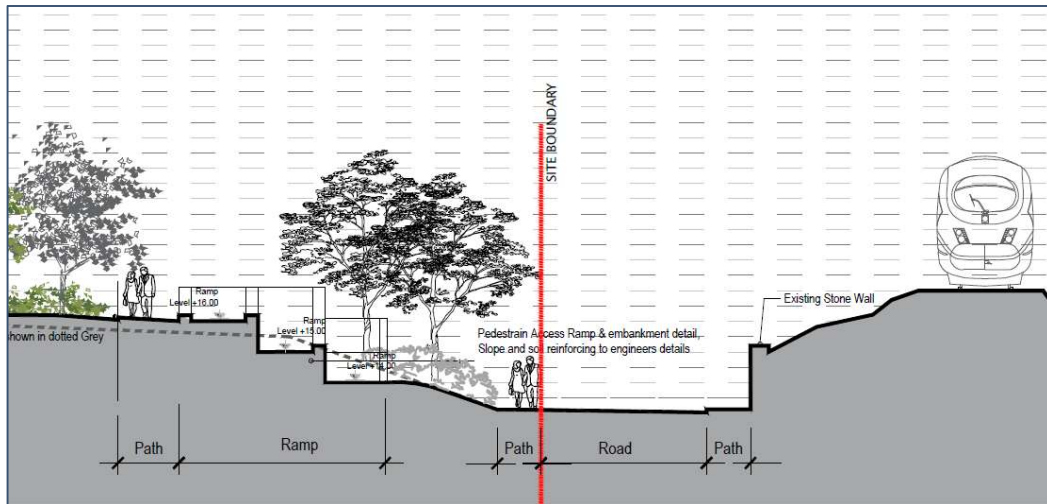 SITE BOUNDARY
Ramp
Level +16.00
Ramp
Level +15.00
Ramp
Level +14.00
hown in dotted Grey
Existing Stone Wall
Pedestrain Access Ramp & embankment detail,
Slope and soil reinforcing to engineers details
Path
Ramp
Path
Road
Path